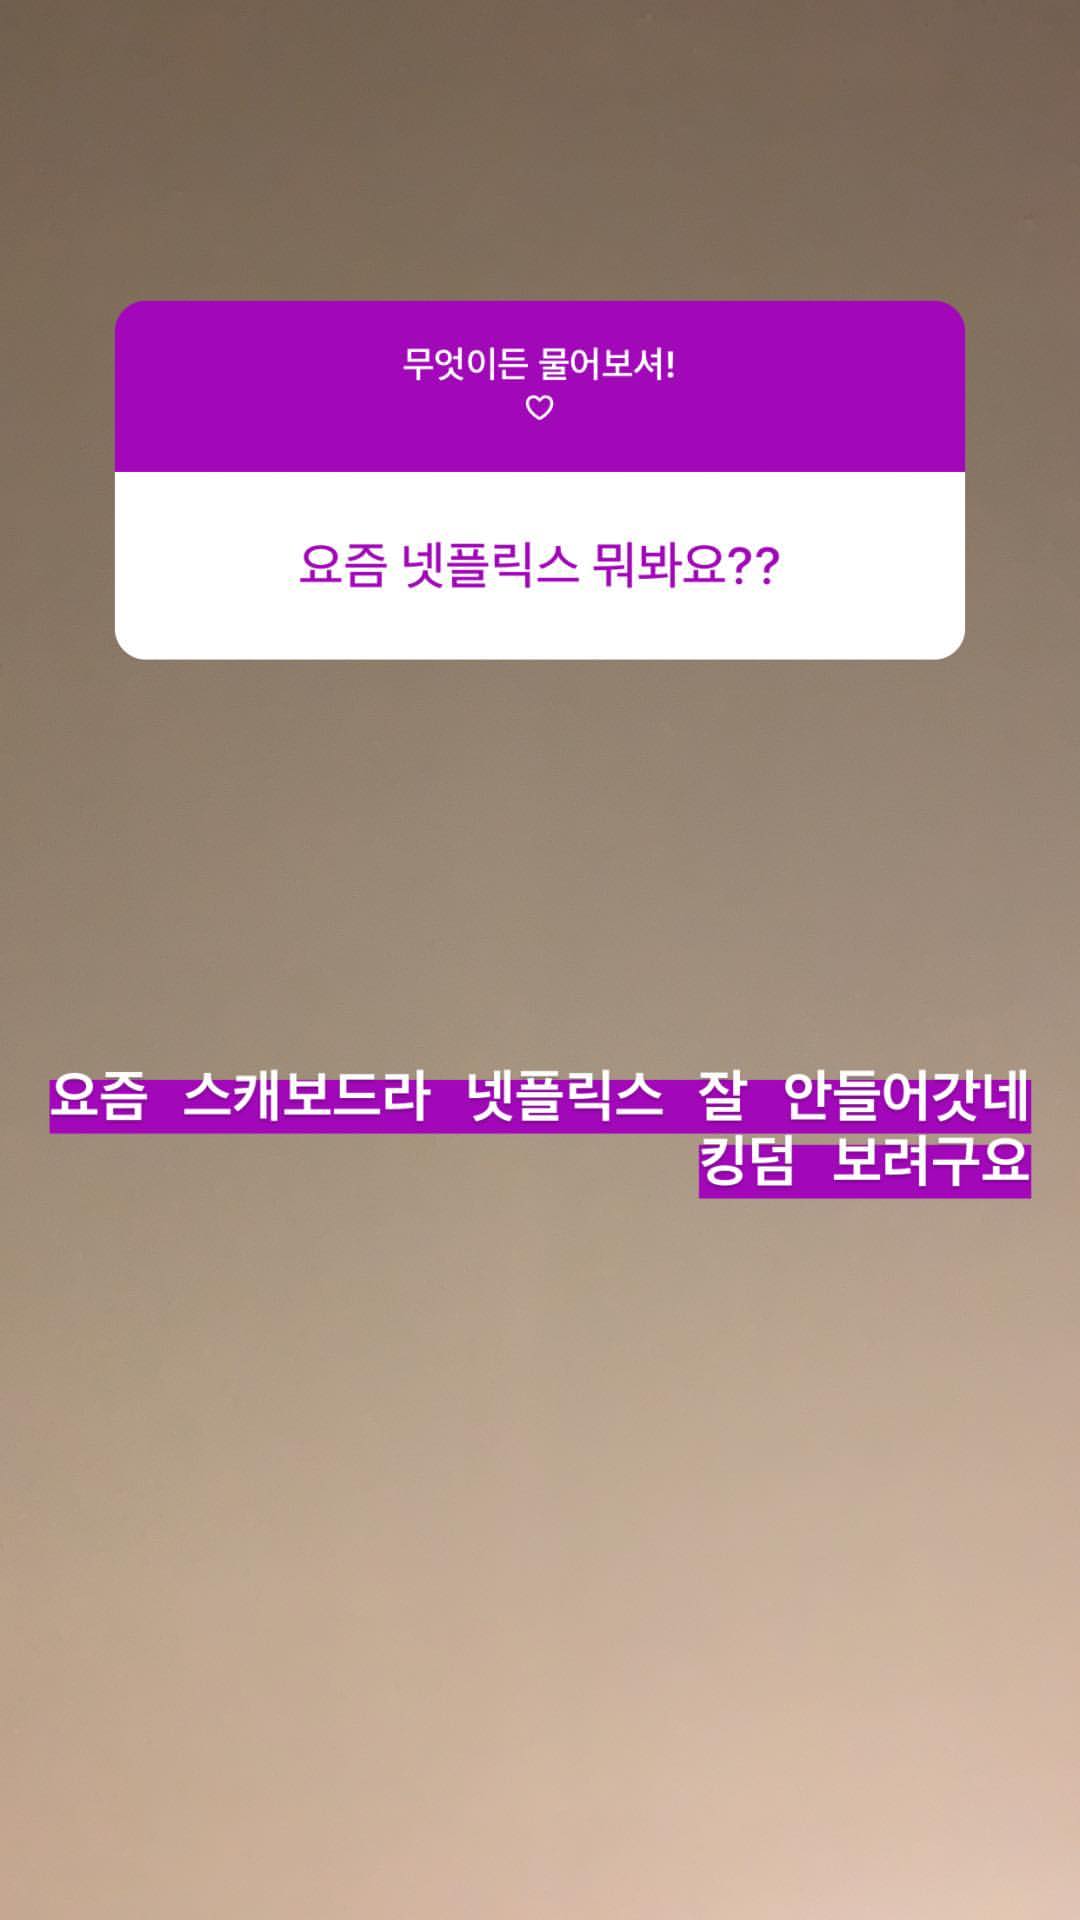 무엇이든 물어보셔!
♡
요즘 넷플릭스 뭐봐요??
요즘 스캐보드라 넷플릭스 잘 안들어갓네
킹덤 보려구요